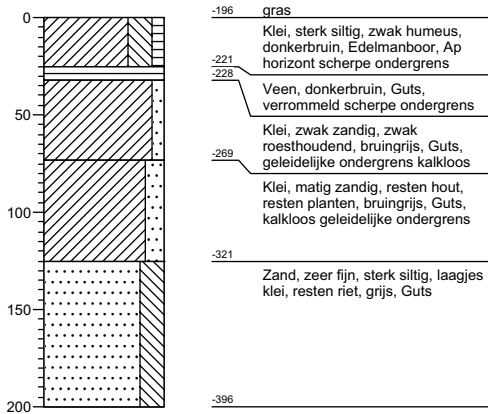 0
50
100
150
200
-196 gras
Klei, sterk siltig, zwak humeus,
donkerbruin, Edelmanboor, Ap
horizont scherpe ondergrens
-221
-228
Veen, donkerbruin, Guts,
verrommeld scherpe ondergrens
Klei, zwak zandig, zwak
roesthoudend, bruingrijs, Guts,
geleidelijke ondergrens kalkloos
-269
Klei, matig zandig, resten hout,
resten planten, bruingrijs, Guts,
kalkloos geleidelijke ondergrens
-321
Zand, zeer fijn, sterk siltig, laagjes
klei, resten riet, grijs, Guts
-396